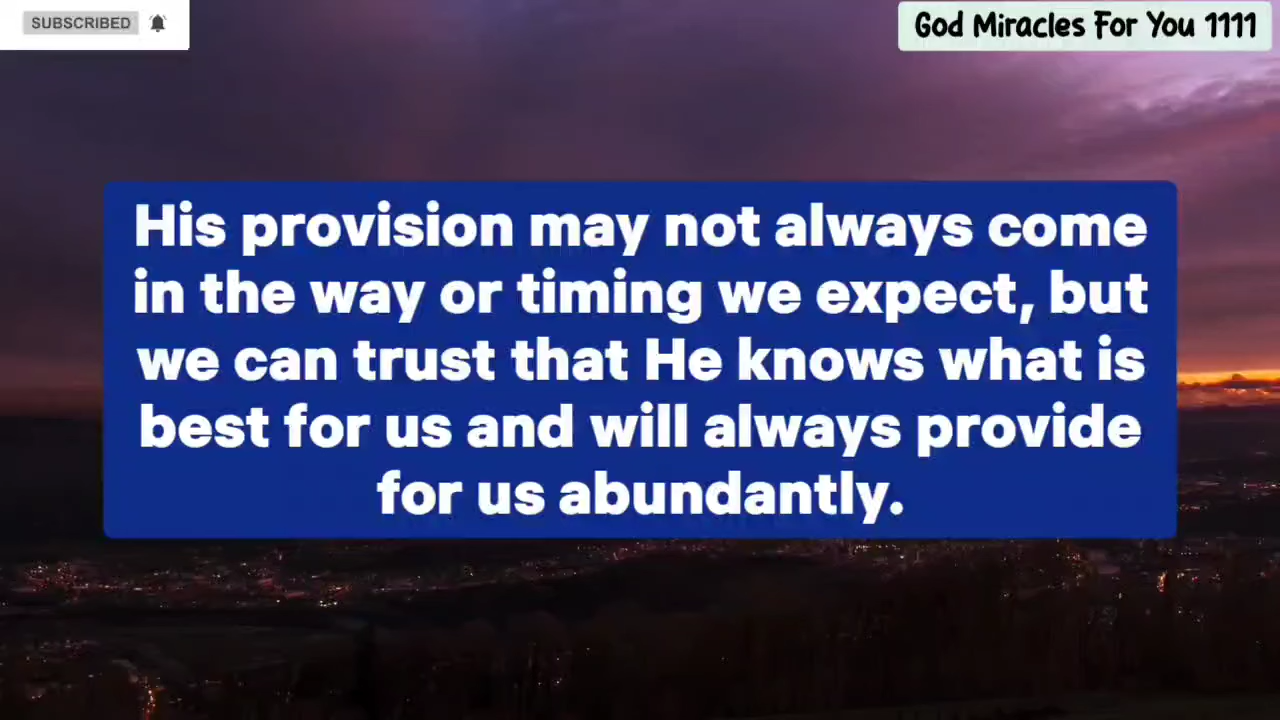 SUBSCRIBED
God Miracles For You 1111
His provision may not always come
in the way or timing we expect, but
we can trust that He knows what is
best for us and will always provide
for us abundantly.